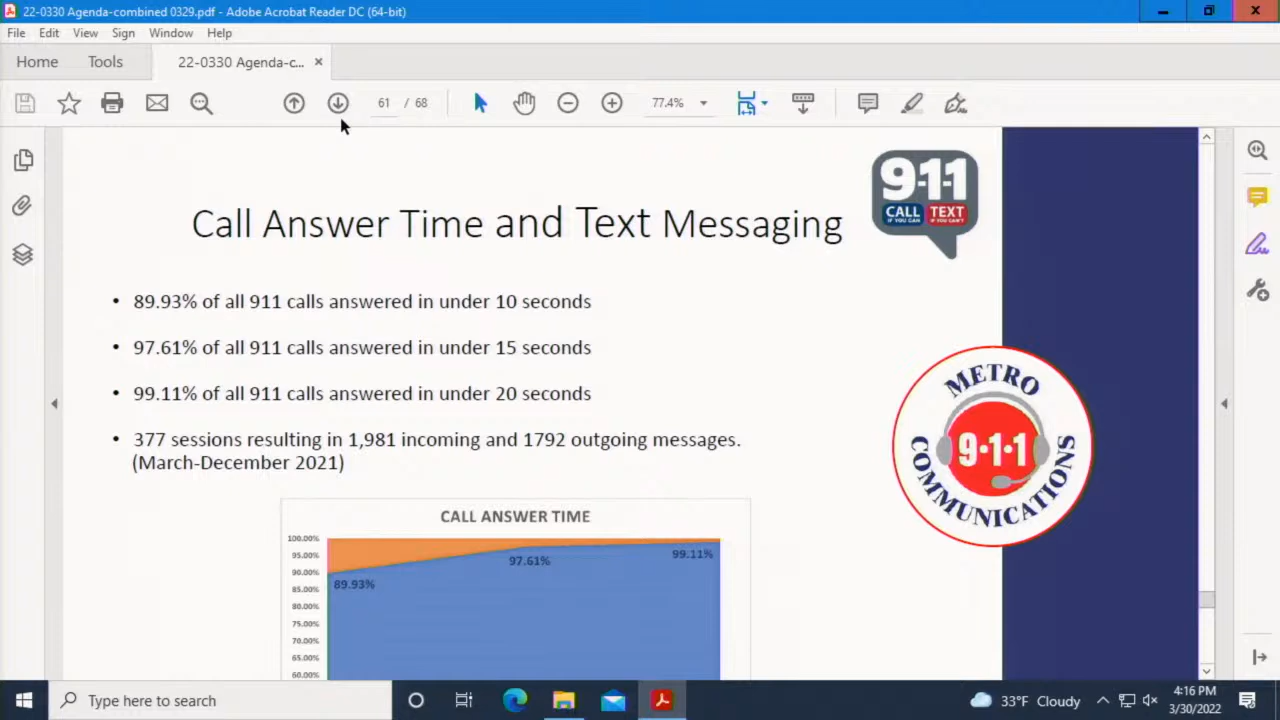 22-0330 Agenda-combined 0329.pdf - Adobe Acrobat Reader DC (64-bit)
File Edit View Sign Window Help
Home Tools 22-0330 Agenda-c... ×
61 / 68 77.4%
9-1-1
CALL TEXT
IF YOU CAN IF YOU CAN'T
Call Answer Time and Text Messaging
• 89.93% of all 911 calls answered in under 10 seconds
• 97.61% of all 911 calls answered in under 15 seconds
• 99.11% of all 911 calls answered in under 20 seconds
• 377 sessions resulting in 1,981 incoming and 1792 outgoing messages.
(March-December 2021)
METRO
9·1·1
COMMUNICATIONS
CALL ANSWER TIME
100.00%
95.00%
90.00%
85.00%
80.00%
75.00%
70.00%
65.00%
60.00%
89.93%
97.61%
99.11%
Type here to search
33°F Cloudy
4:16 PM
3/30/2022